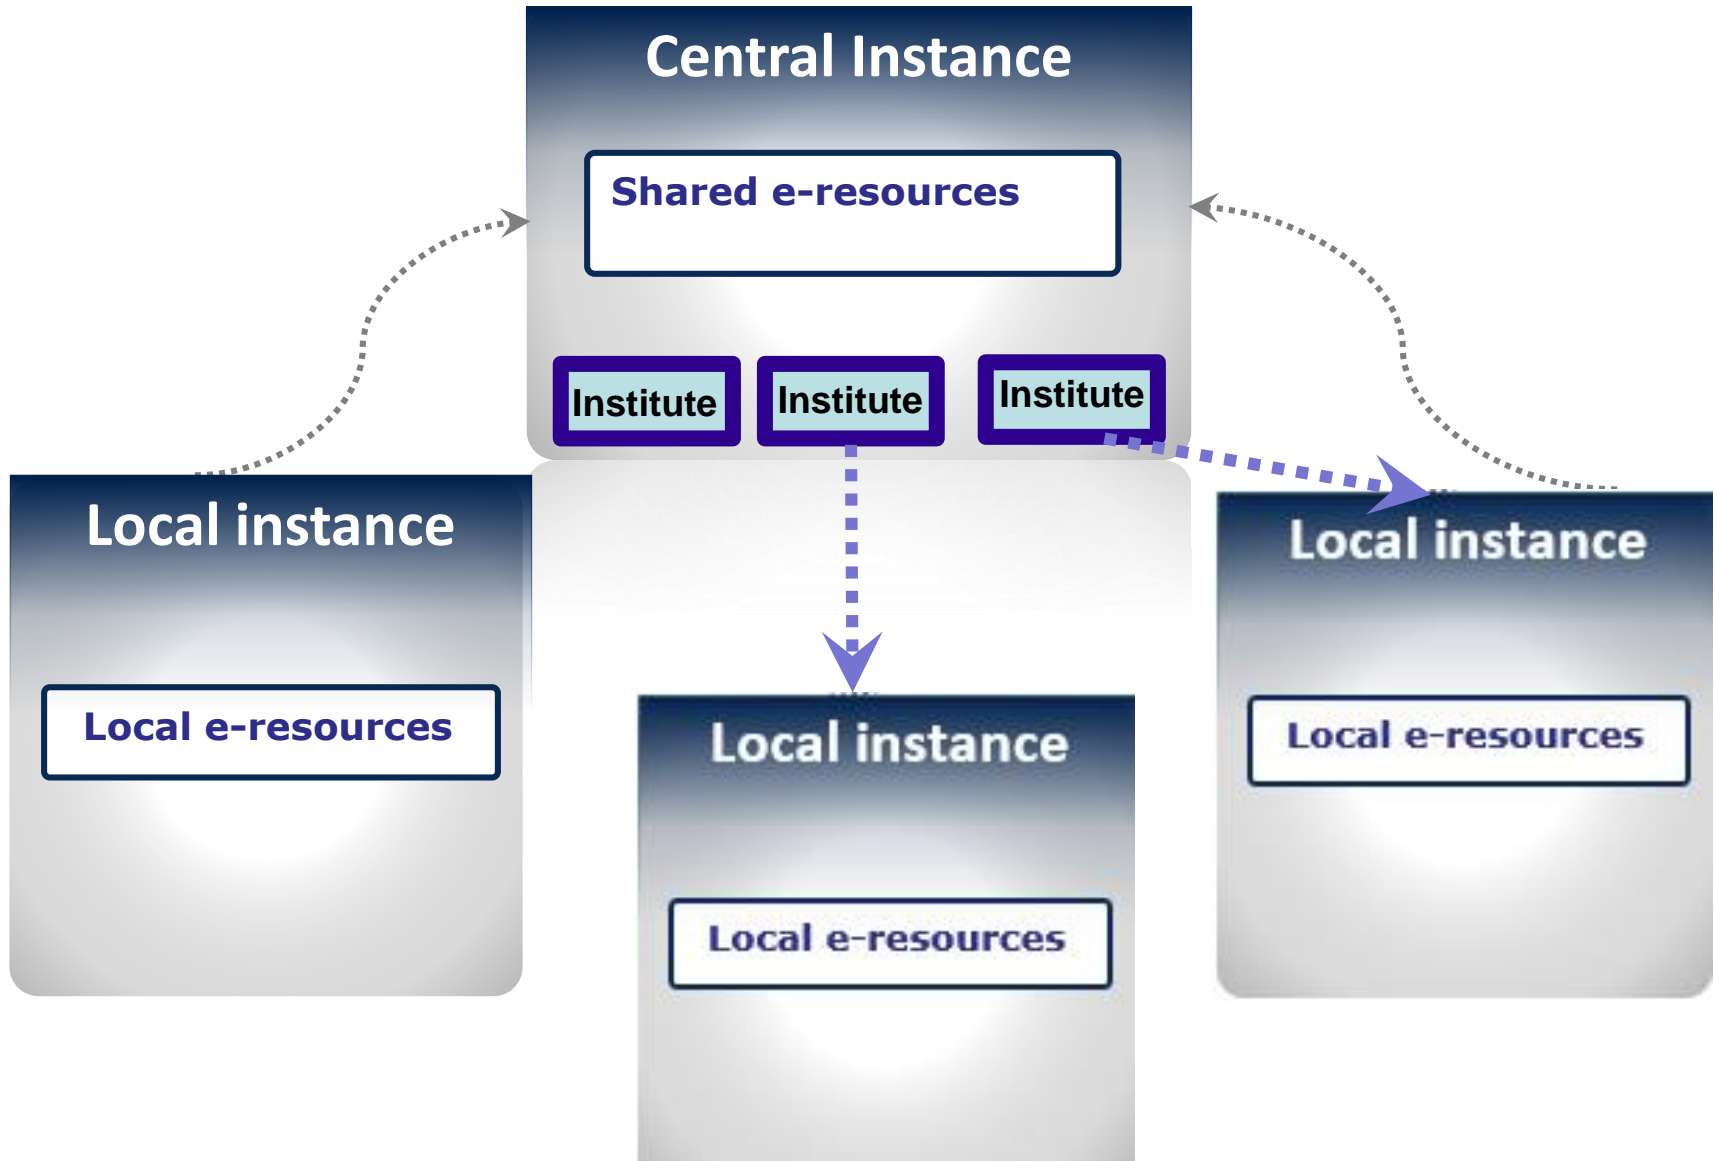 Central Instance
Shared e-resources
Institute
Institute
Institute
Local instance
Local e-resources
Local instance
Local e-resources
Local instance
Local e-resources